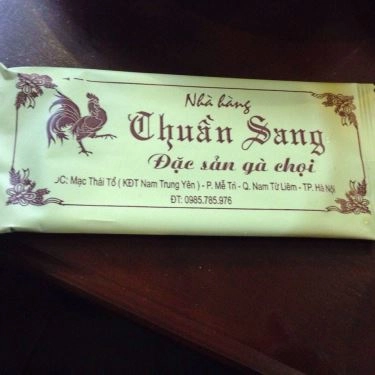 Nhà hàng
Thuần Sang
Đặc sản gà chọi
ĐC: Mạc Thái Tổ ( KĐT Nam Trung Yên ) - P. Mễ Trì - Q. Nam Từ Liêm - TP. Hà Nội
ĐT: 0985.785.976